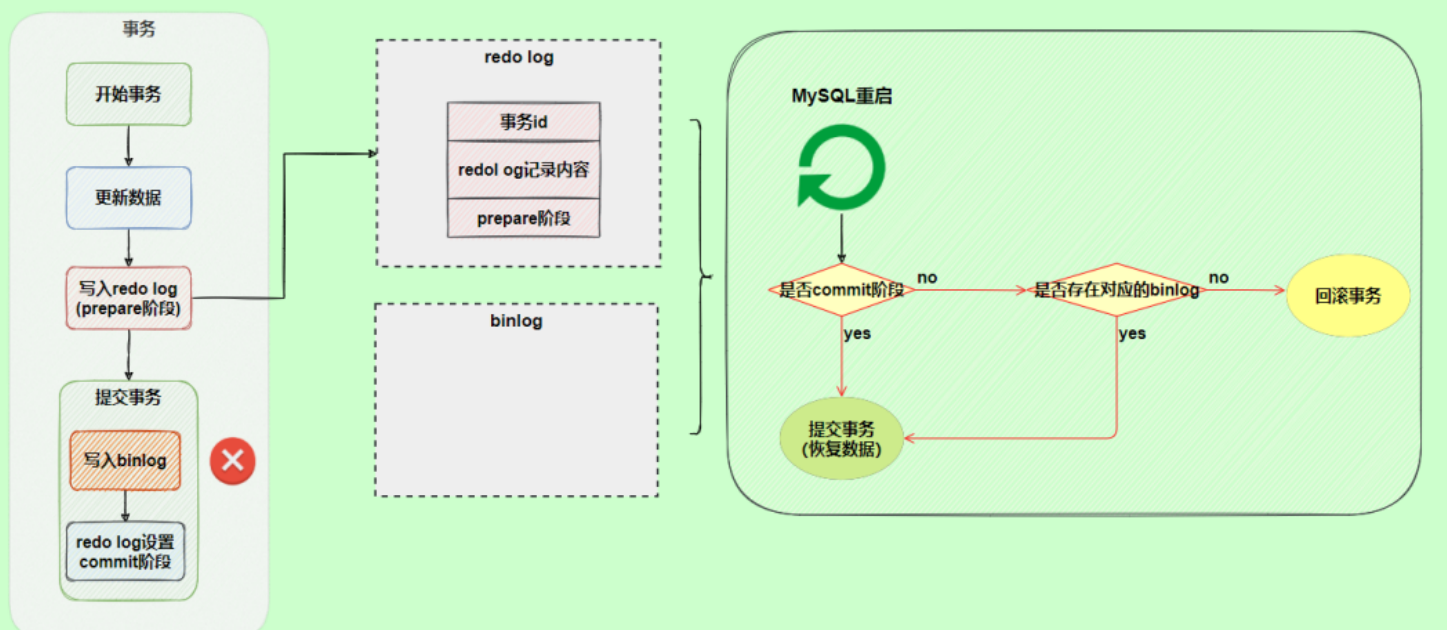 事务
开始事务
更新数据
写入redo log
(prepare阶段)
提交事务
写入binlog
redo log设置
commit阶段
redo log
事务id
redol og记录内容
prepare阶段
binlog
MySQL重启
是否commit阶段
no
是否存在对应的binlog
no
回滚事务
yes
yes
提交事务
(恢复数据)